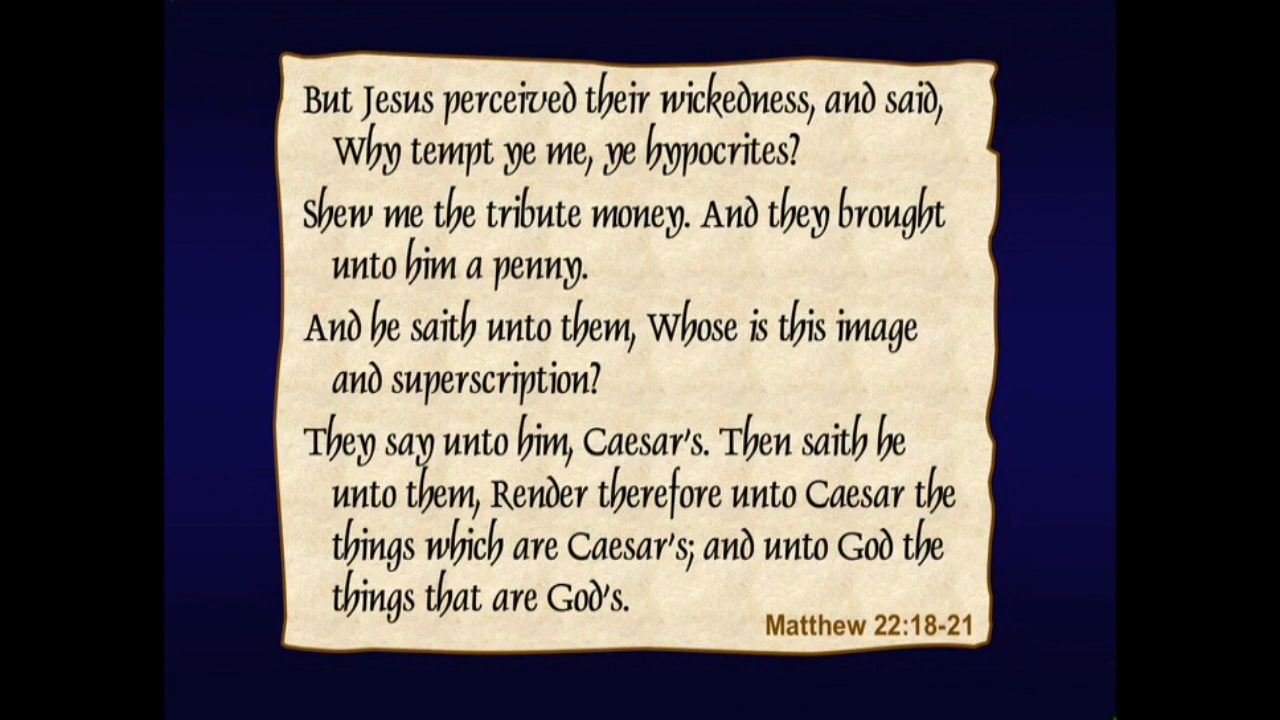 But Jesus perceived their wickedness, and said,
Why tempt ye me, ye hypocrites?
Shew me the tribute money. And they brought
unto him a penny.
And he saith unto them, Whose is this image
and superscription?
They say unto him, Caesar's. Then saith he
unto them, Render therefore unto Caesar the
things which are Caesar's; and unto God the
things that are God's.
Matthew 22:18-21